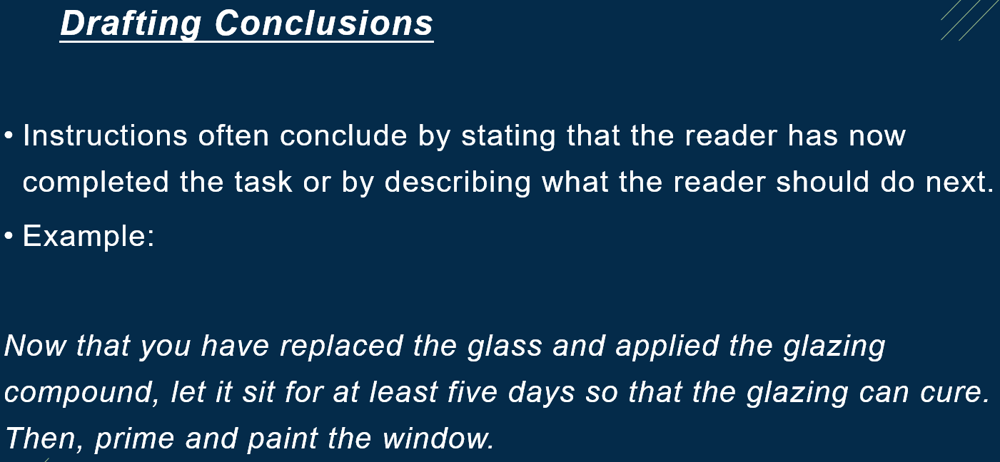 Drafting Conclusions
• Instructions often conclude by stating that the reader has now
completed the task or by describing what the reader should do next.
• Example:
Now that you have replaced the glass and applied the glazing
compound, let it sit for at least five days so that the glazing can cure.
Then, prime and paint the window.